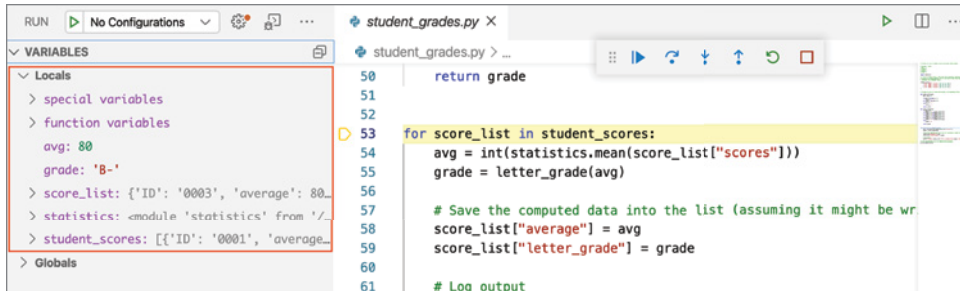 RUN No Configurations
VARIABLES
Locals
special variables
function variables
avg: 80
grade: 'B-'
score_list: {'ID': '0003', 'average': 80…
statistics: <module 'statistics' from '/…
student_scores: [{'ID': '0001', 'average…
Globals
student_grades.py
student_grades.py > ...
50 return grade
51
52
53 for score_list in student_scores:
54 avg = int(statistics.mean(score_list["scores"]))
55 grade = letter_grade(avg)
56
57 # Save the computed data into the list (assuming it might be wr
58 score_list["average"] = avg
59 score_list["letter_grade"] = grade
60
61 # Log output